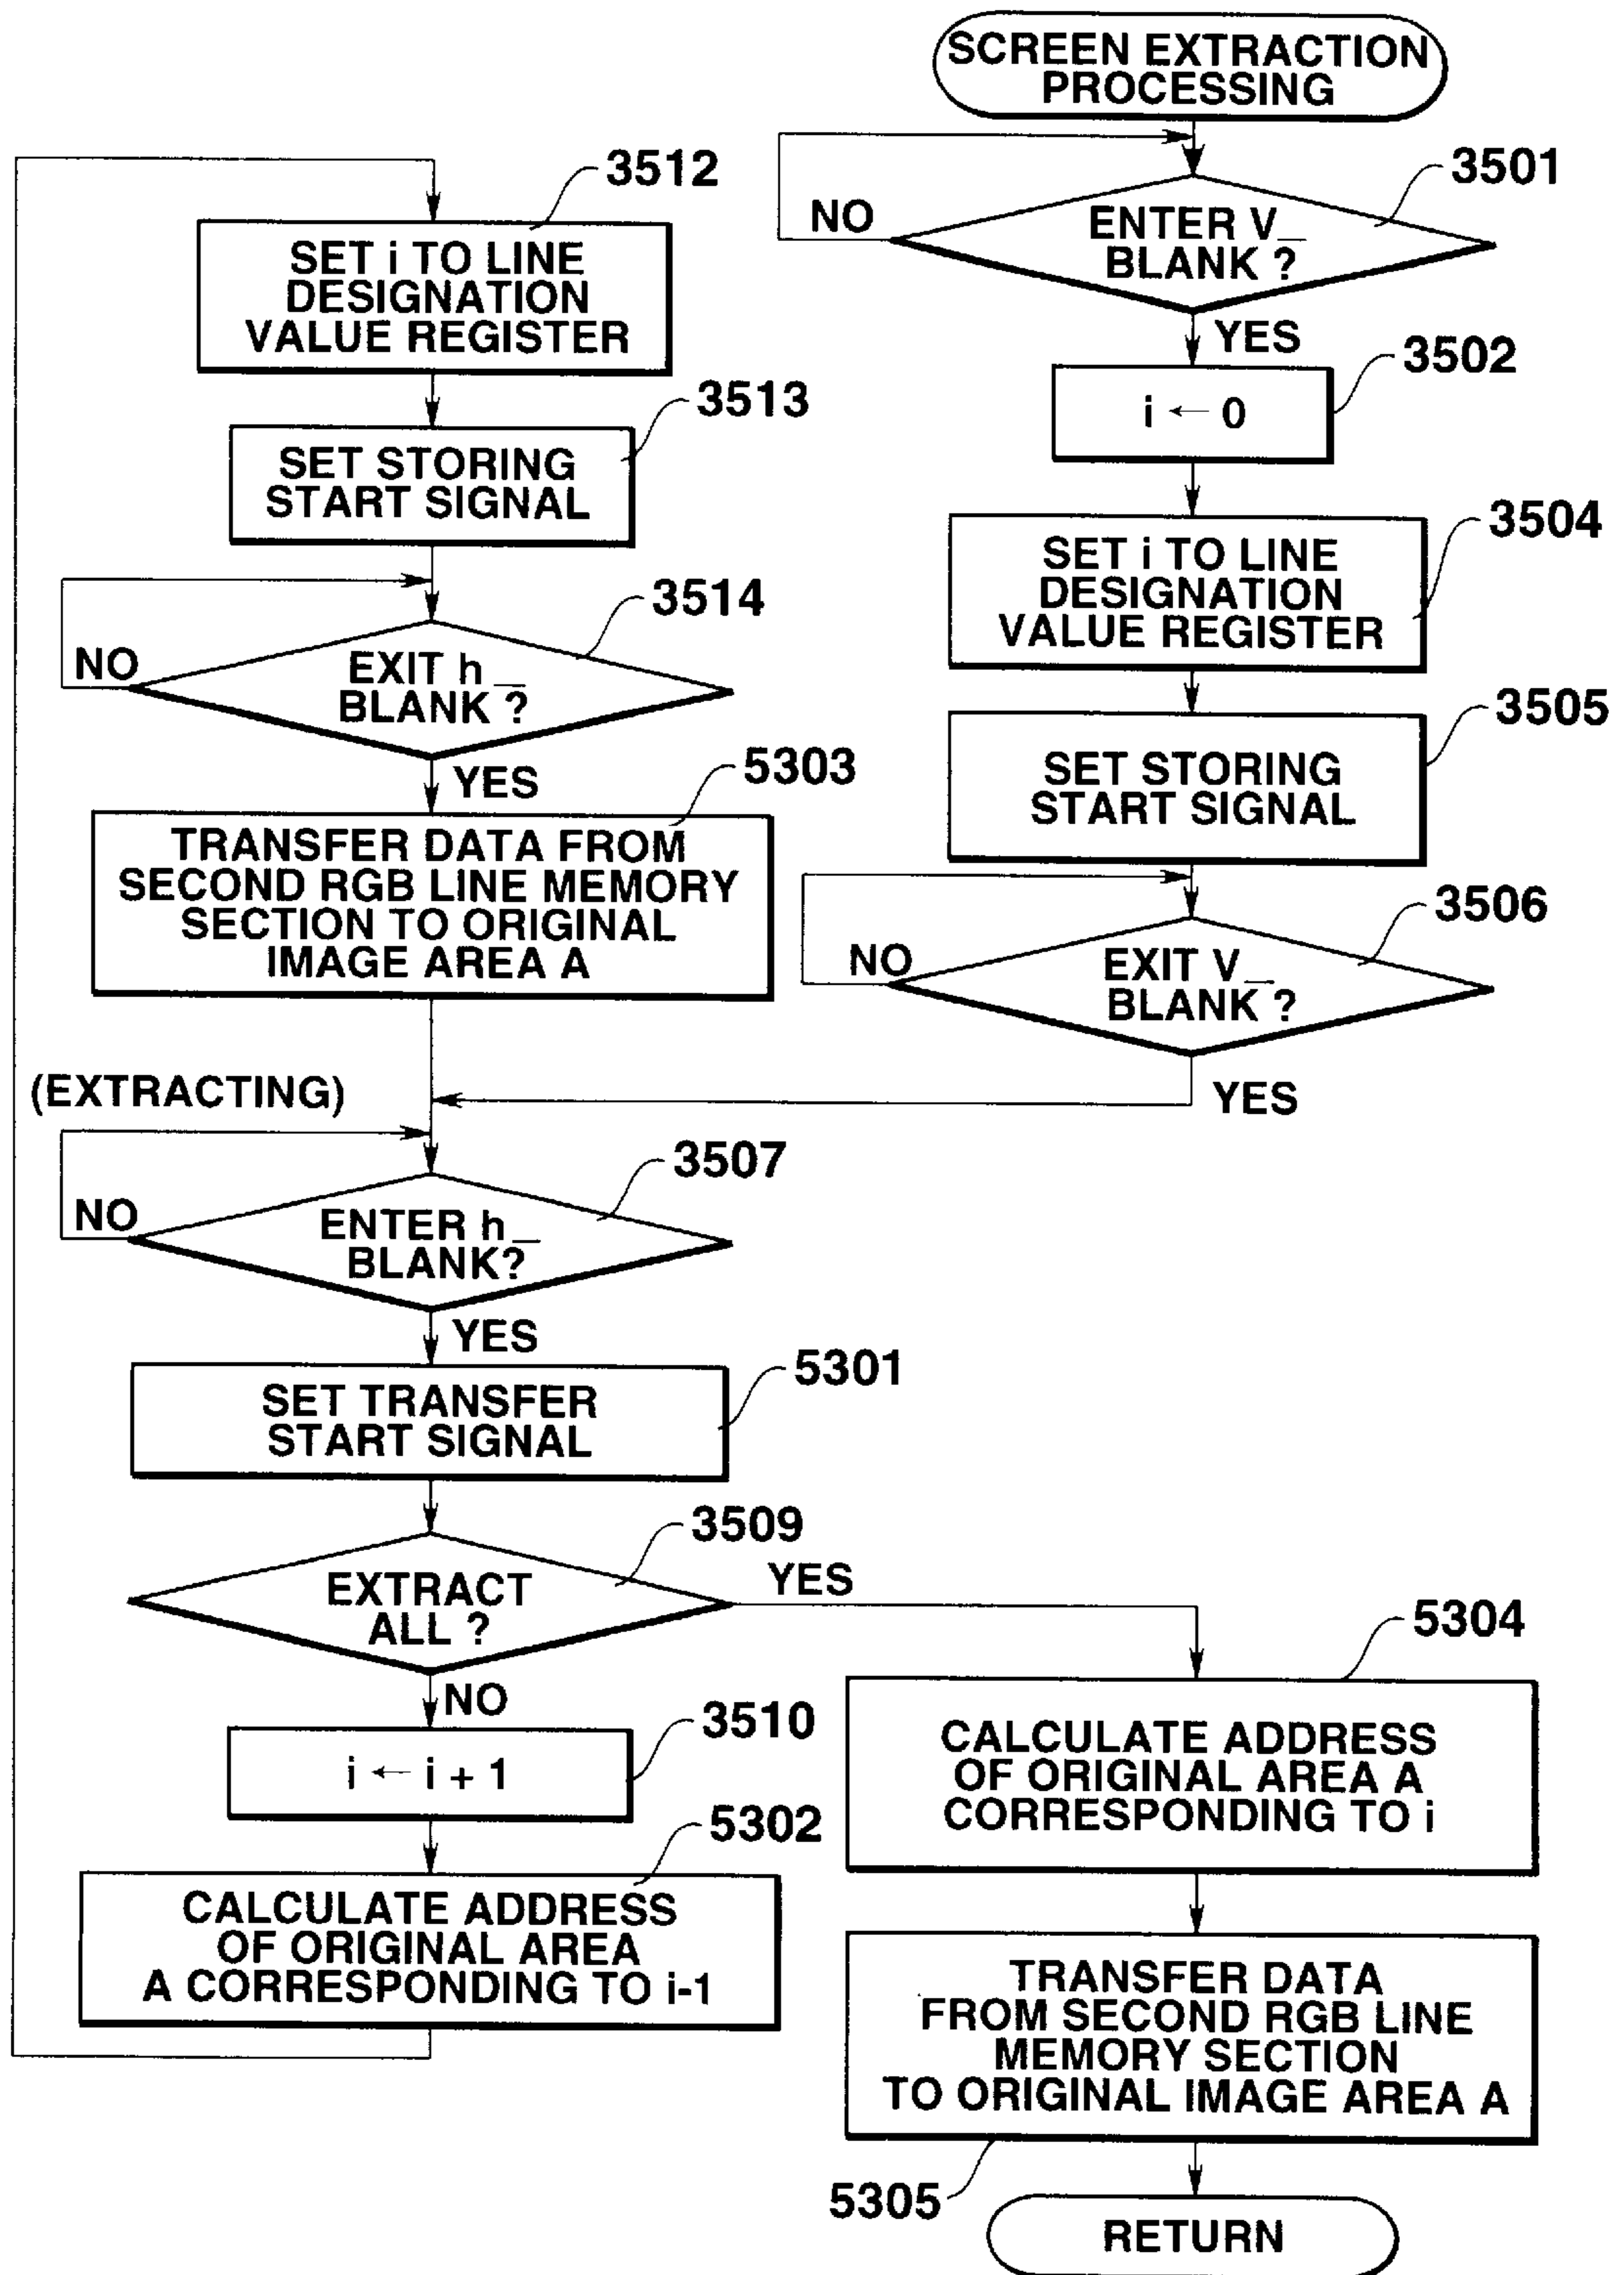 SCREEN EXTRACTION
PROCESSING
3501
NO
ENTER V_
BLANK ?
YES
3502
i ← 0
3504
SET i TO LINE
DESIGNATION
VALUE REGISTER
3505
SET STORING
START SIGNAL
3506
NO
EXIT V_
BLANK ?
YES
3512
SET i TO LINE
DESIGNATION
VALUE REGISTER
3513
SET STORING
START SIGNAL
3514
NO
EXIT h_
BLANK ?
YES
5303
TRANSFER DATA FROM
SECOND RGB LINE MEMORY
SECTION TO ORIGINAL
IMAGE AREA A
(EXTRACTING)
3507
NO
ENTER h_
BLANK?
YES
5301
SET TRANSFER
START SIGNAL
3509
EXTRACT
ALL ?
YES
NO
3510
i ← i + 1
5302
CALCULATE ADDRESS
OF ORIGINAL AREA
A CORRESPONDING TO i-1
5304
CALCULATE ADDRESS
OF ORIGINAL AREA A
CORRESPONDING TO i
TRANSFER DATA
FROM SECOND RGB LINE
MEMORY SECTION
TO ORIGINAL IMAGE AREA A
5305
RETURN